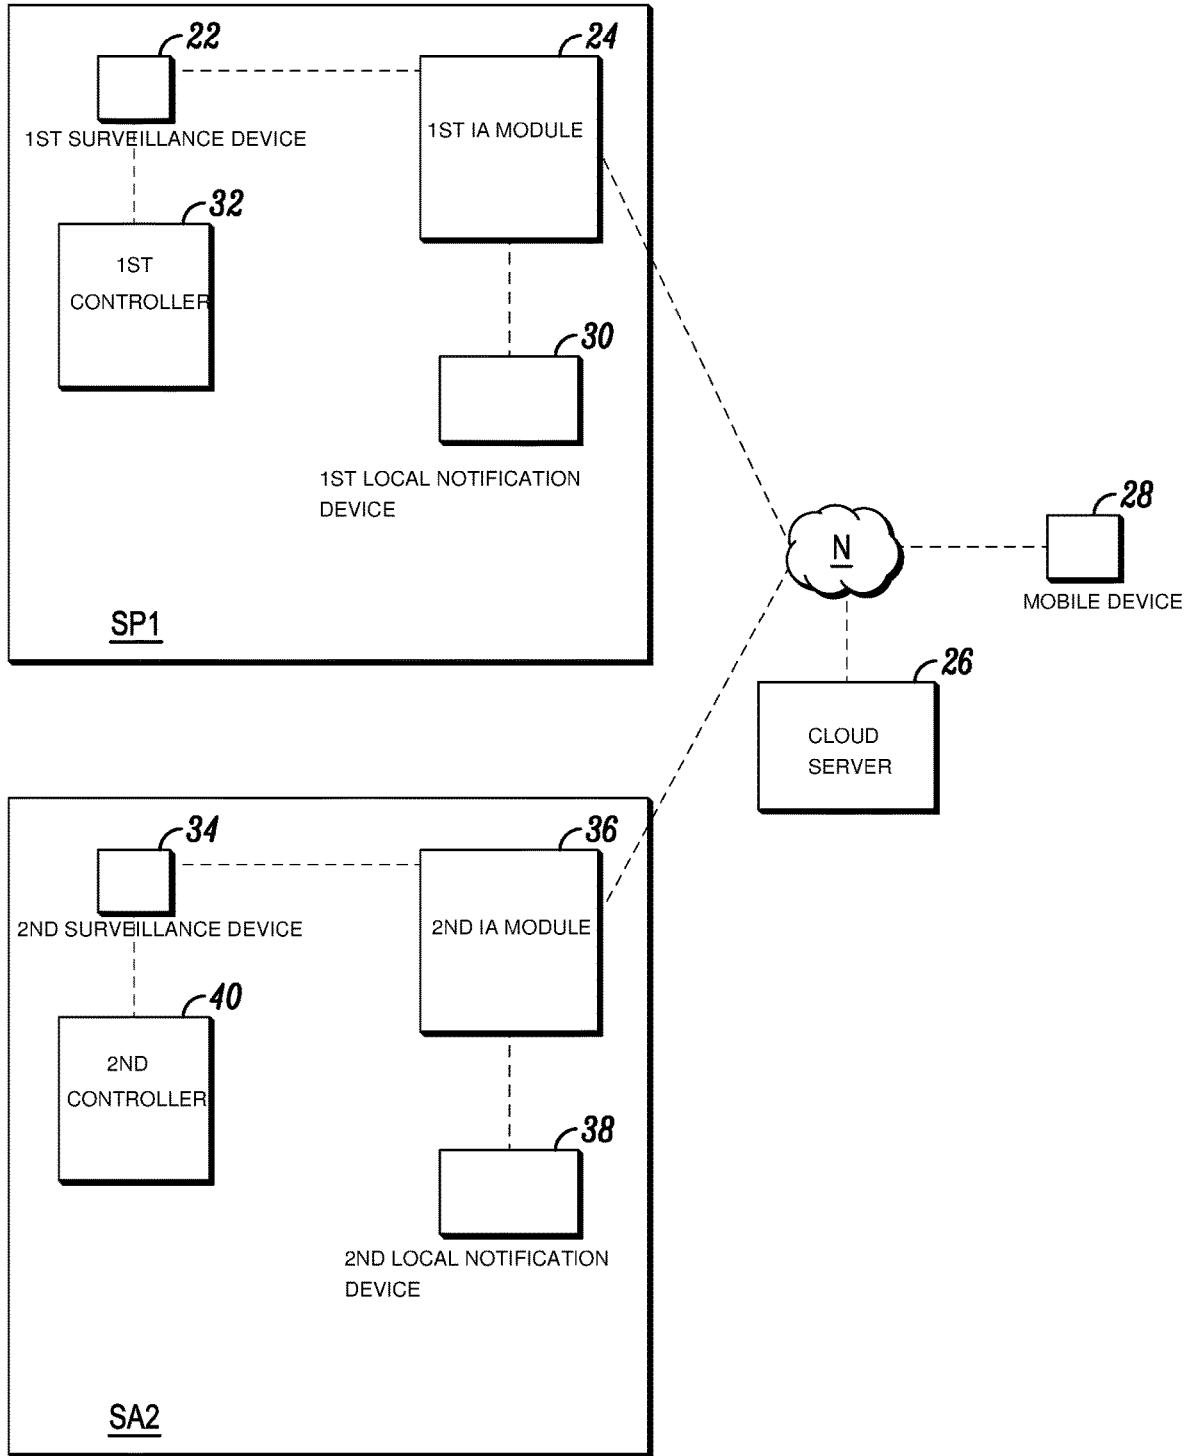 22
24
1ST SURVEILLANCE DEVICE
1ST IA MODULE
32
1ST
CONTROLLER
30
1ST LOCAL NOTIFICATION
DEVICE
SP1
N
28
MOBILE DEVICE
26
CLOUD
SERVER
34
36
2ND SURVEILLANCE DEVICE
2ND IA MODULE
40
2ND
CONTROLLER
38
2ND LOCAL NOTIFICATION
DEVICE
SA2